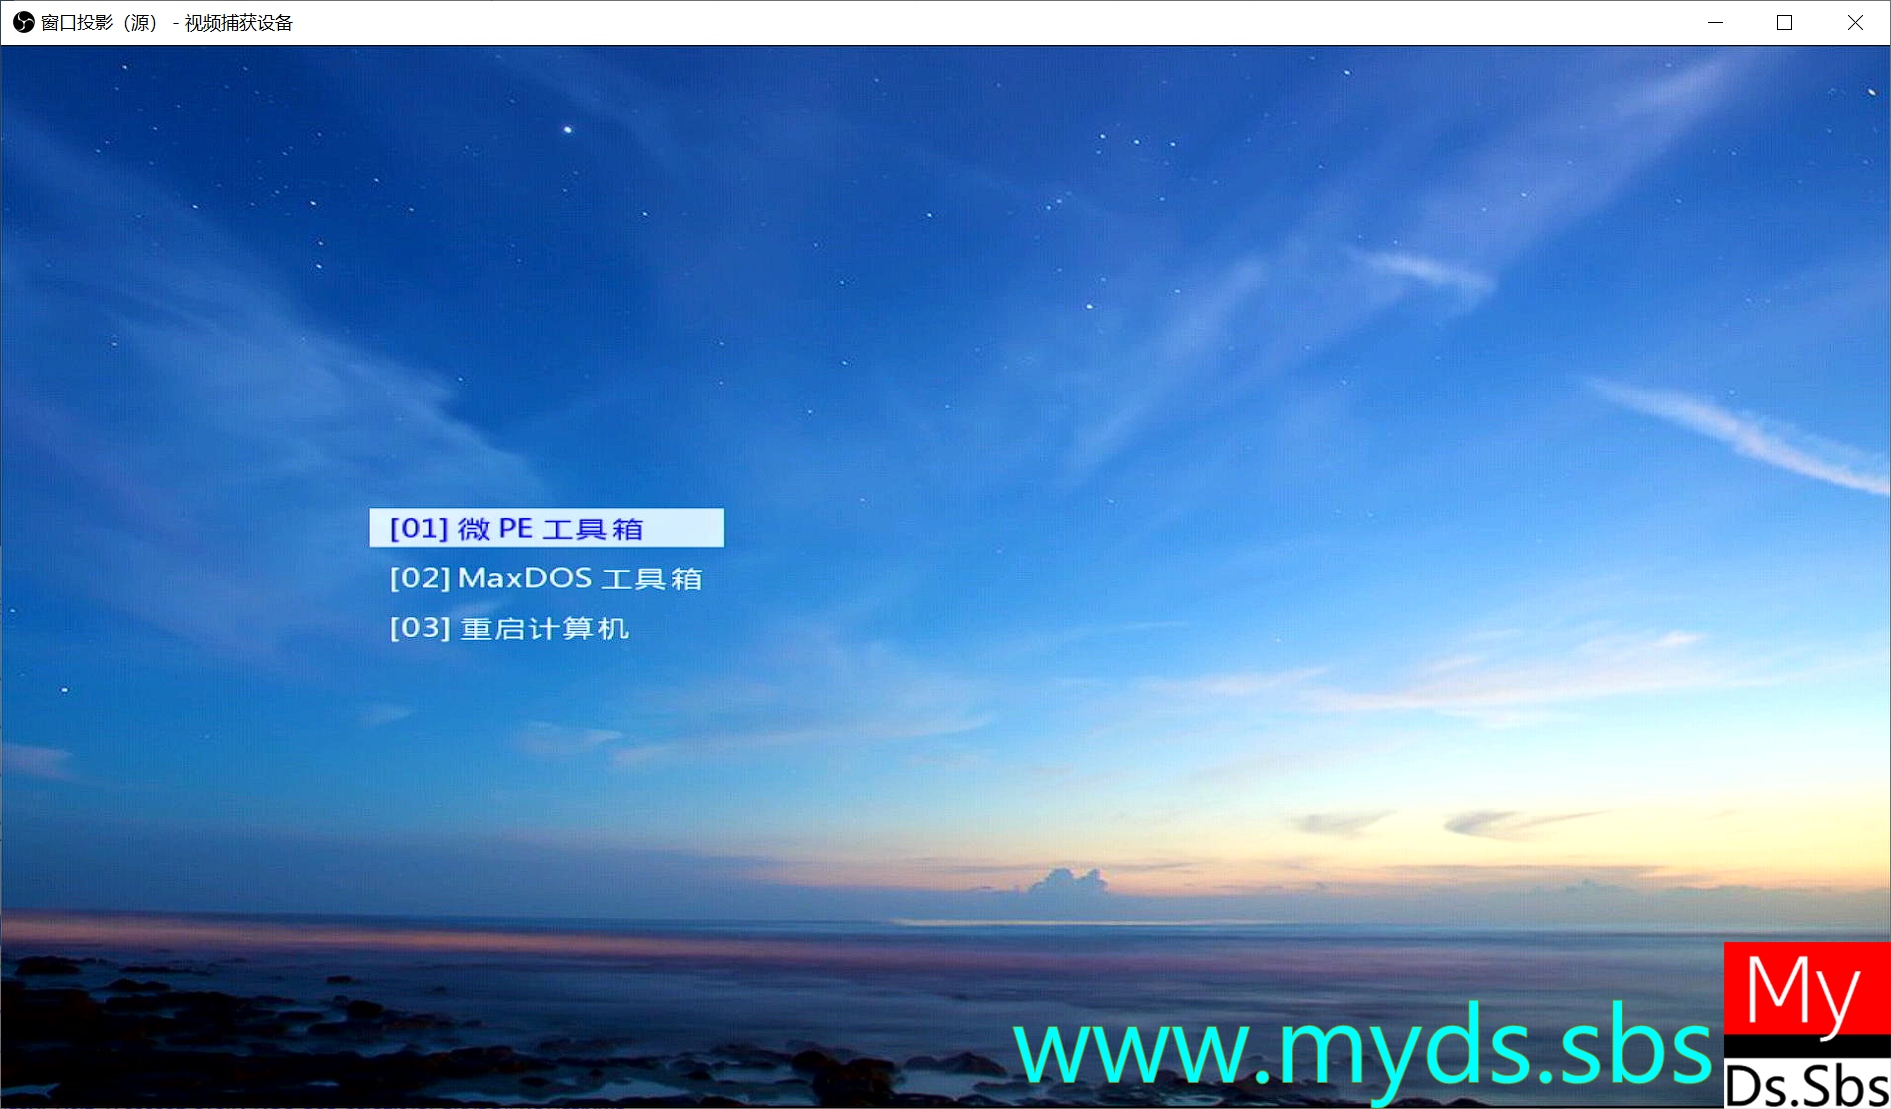 窗口投影（源） - 视频捕获设备
[01] 微 PE 工具箱
[02] MaxDOS 工具箱
[03] 重启计算机
www.myds.sbs
My
Ds.Sbs